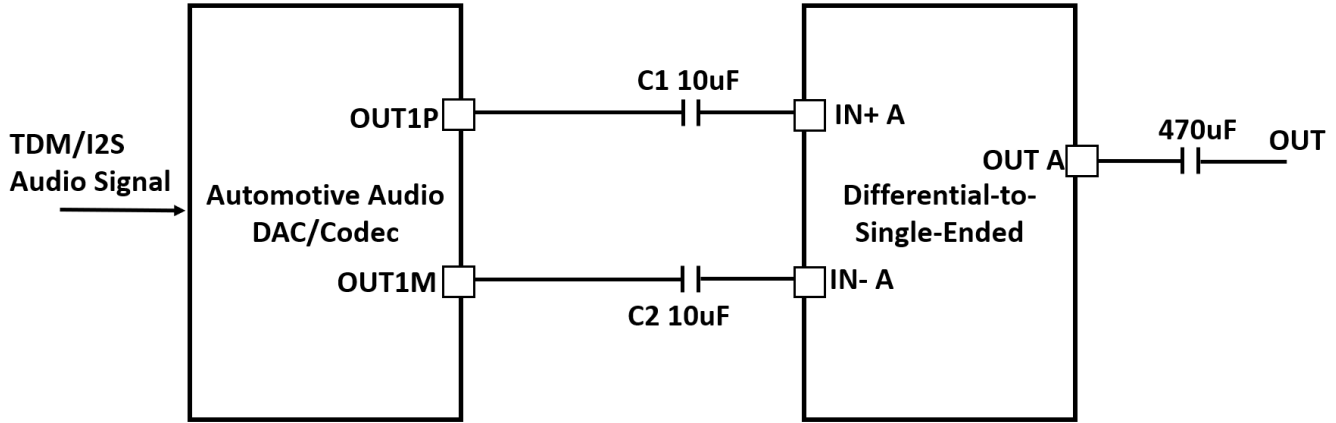 TDM/I2S
Audio Signal
Automotive Audio
DAC/Codec
OUT1P
OUT1M
C1 10uF
C2 10uF
IN+ A
IN- A
Differential-to-
Single-Ended
OUT A
470uF
OUT